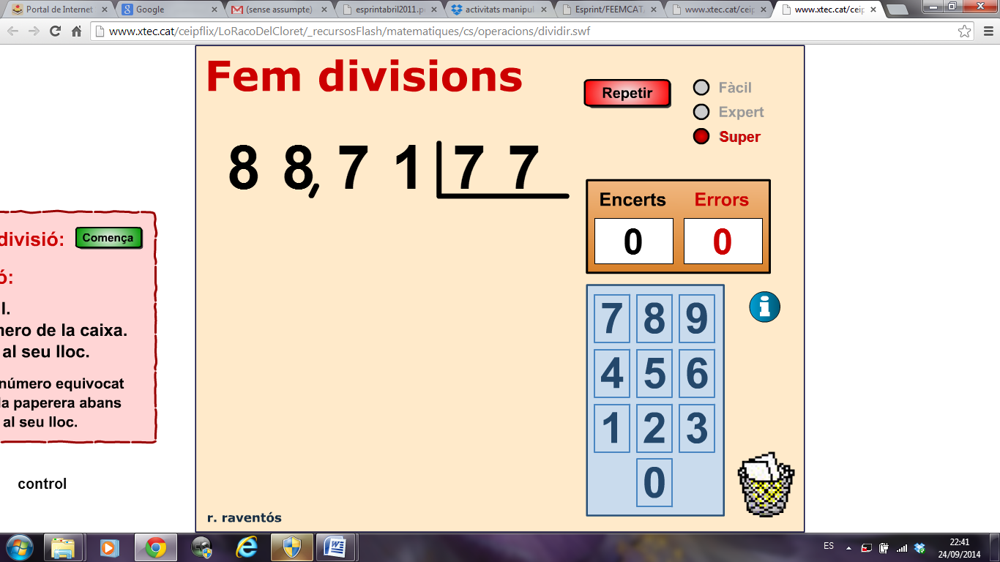 Portal de Internet
Google
(sense assumpte)
esprintabril2011.p
activitats manipul
Esprint/FEEMCAT
www.xtec.cat/ceip
www.xtec.cat/ceip
www.xtec.cat/ceipflix/LoRacoDelCloret/_recursosFlash/matematiques/cs/operacions/dividir.swf
Fem divisions
Repetir
Fàcil
Expert
Super
8 8, 7 1 7 7
Encerts Errors
0 0
divisió: Comença
ó:
l.
nero de la caixa.
al seu lloc.
número equivocat
la paperera abans
al seu lloc.
control
7 8 9
4 5 6
1 2 3
0
i
r. raventós
ES
22:41
24/09/2014